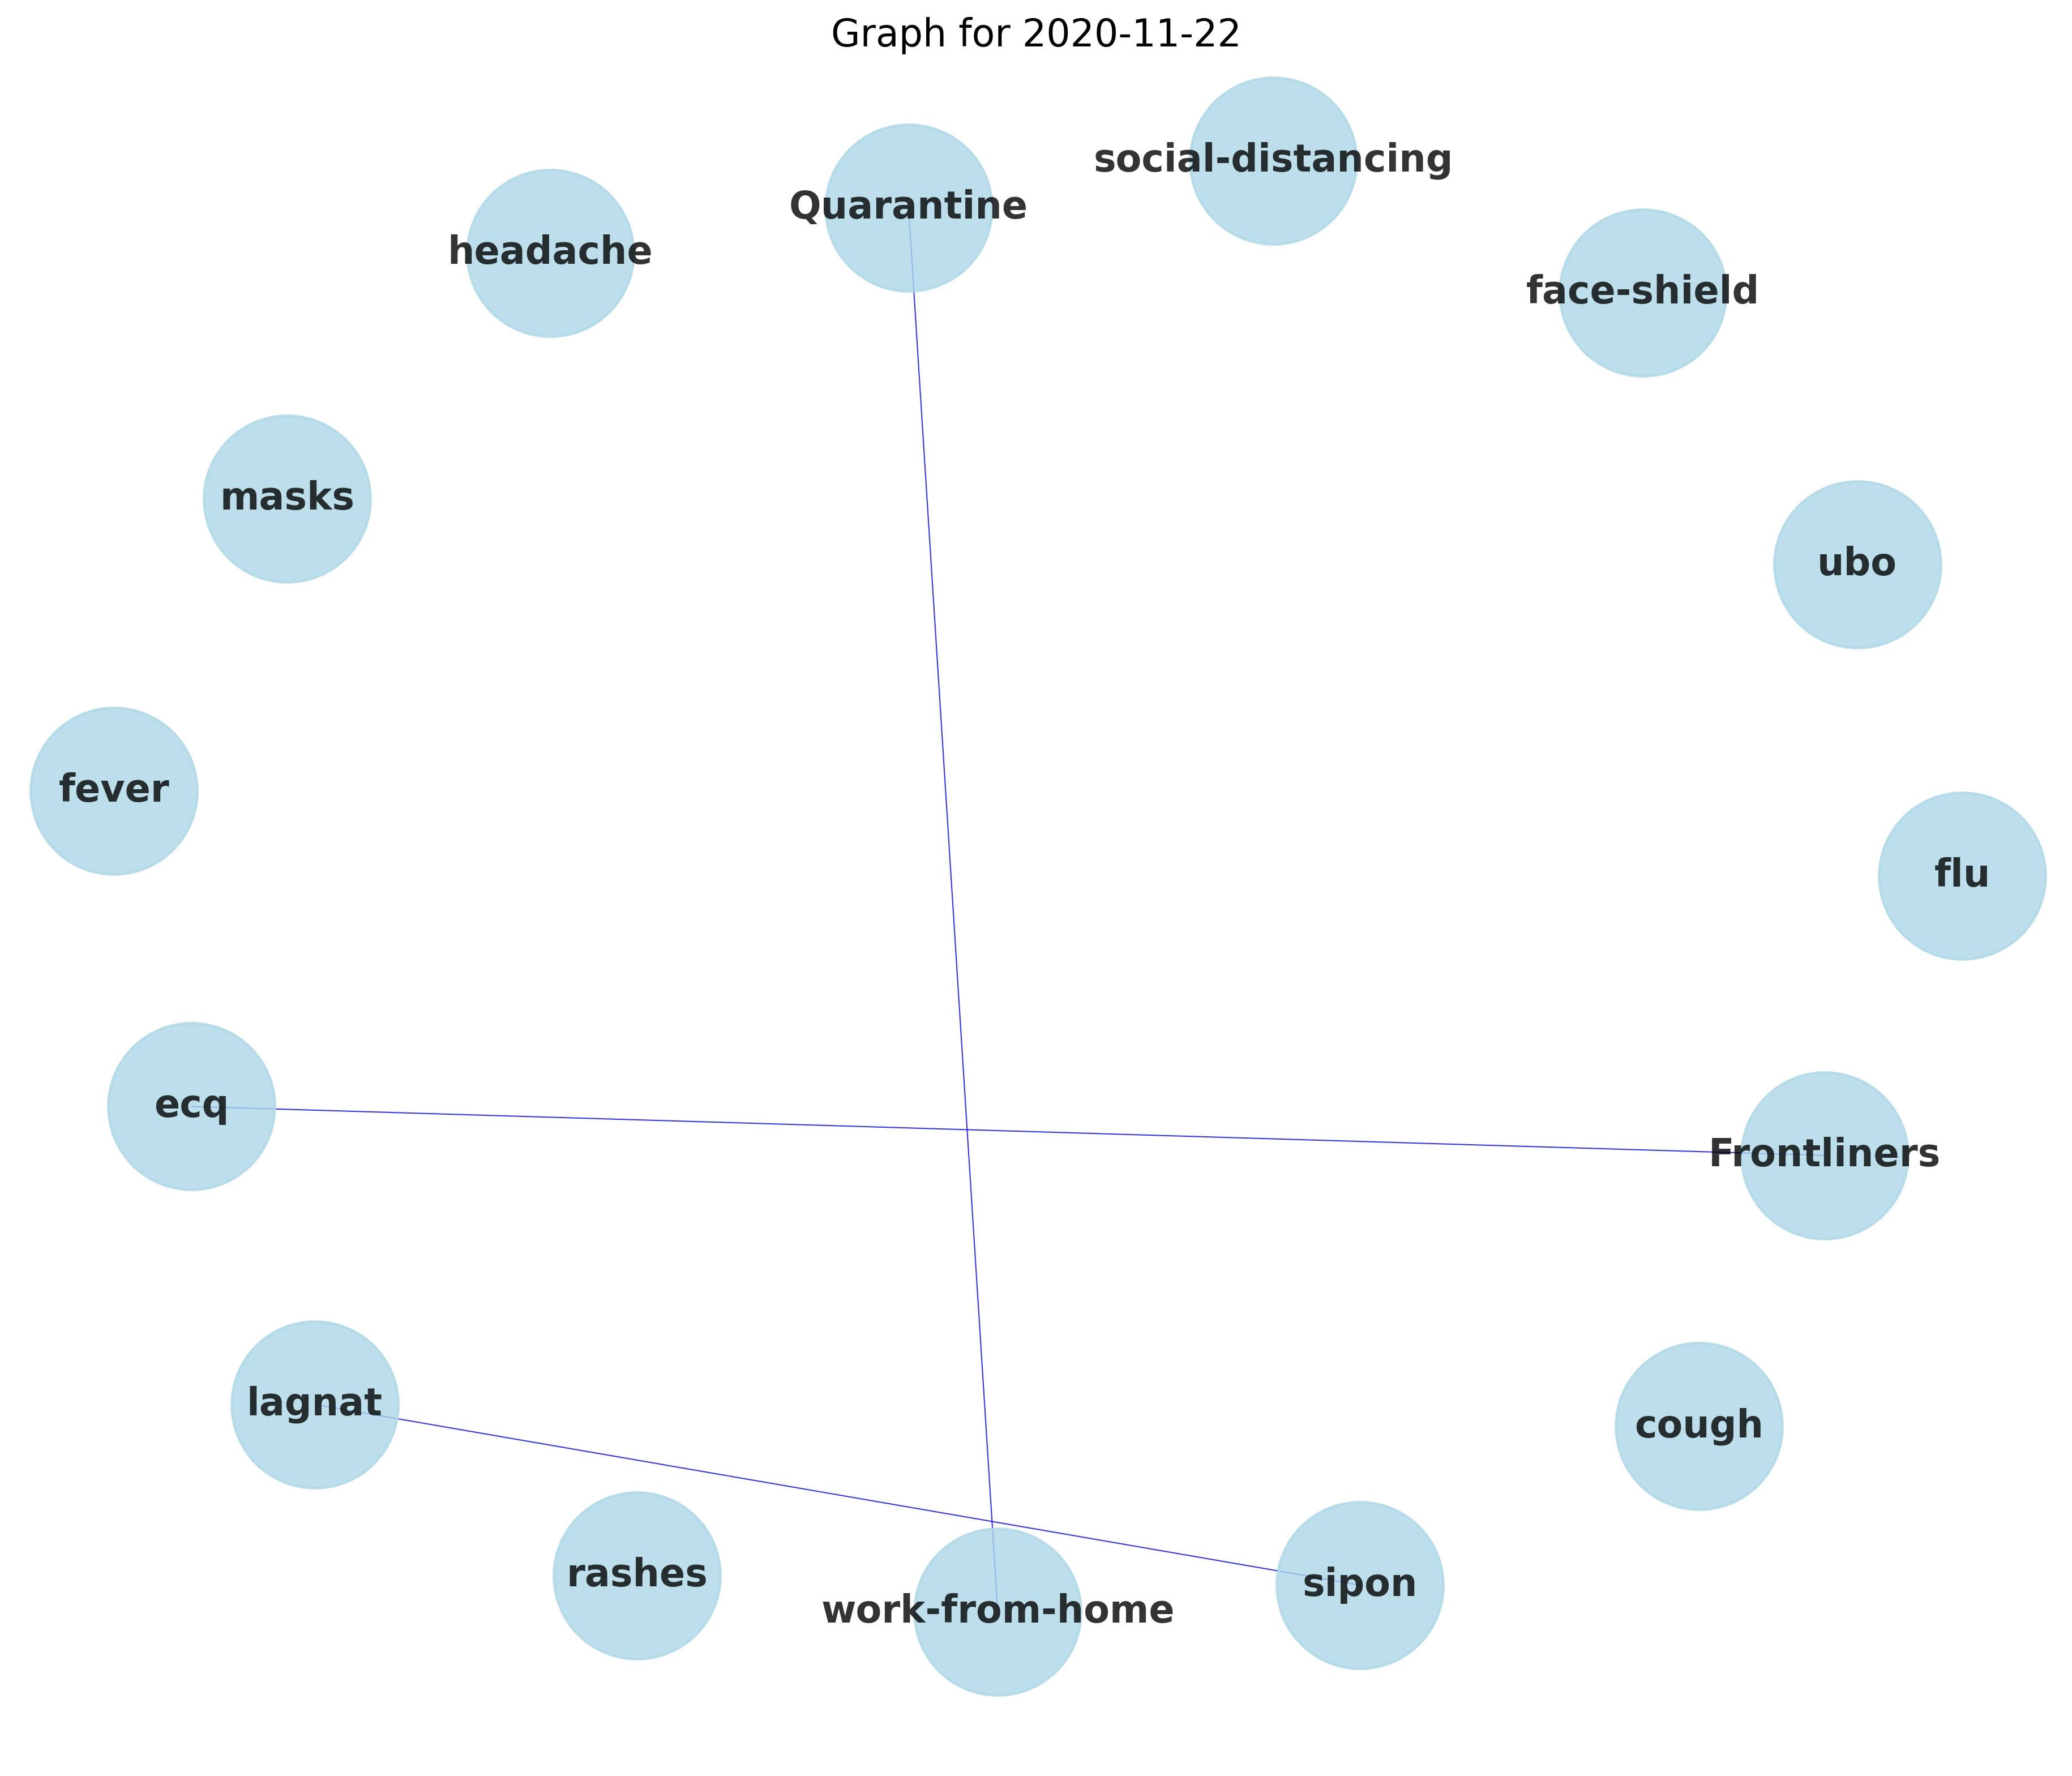 Graph for 2020-11-22
social-distancing
Quarantine
headache
face-shield
masks
ubo
fever
flu
ecq
Frontliners
lagnat
cough
rashes
sipon
work-from-home